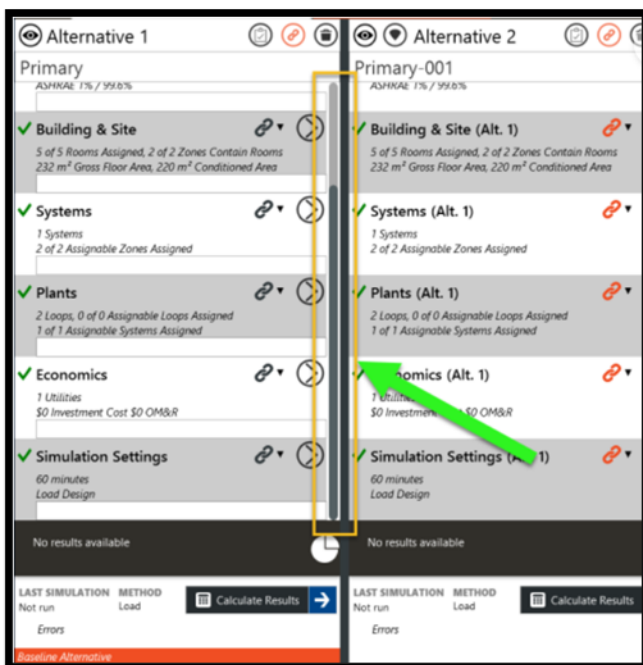 Alternative 1
Primary
ASHRAE 1% / 99.6%
Building & Site
5 of 5 Rooms Assigned, 2 of 2 Zones Contain Rooms
232 m² Gross Floor Area, 220 m² Conditioned Area
Systems
1 Systems
2 of 2 Assignable Zones Assigned
Plants
2 Loops, 0 of 0 Assignable Loops Assigned
1 of 1 Assignable Systems Assigned
Economics
1 Utilities
$0 Investment Cost $0 OM&R
Simulation Settings
60 minutes
Load Design
No results available
LAST SIMULATION METHOD
Not run Load
Calculate Results
Errors
Baseline Alternative
Alternative 2
Primary-001
ASHRAE 1% / 99.6%
Building & Site (Alt. 1)
5 of 5 Rooms Assigned, 2 of 2 Zones Contain Rooms
232 m² Gross Floor Area, 220 m² Conditioned Area
Systems (Alt. 1)
1 Systems
2 of 2 Assignable Zones Assigned
Plants (Alt. 1)
2 Loops, 0 of 0 Assignable Loops Assigned
1 of 1 Assignable Systems Assigned
omics (Alt. 1)
1 Utilities
$0 Investment $0 OM&R
Simulation Settings 1)
60 minutes
Load Design
No results available
LAST SIMULATION METHOD
Not run Load
Calculate Results
Errors